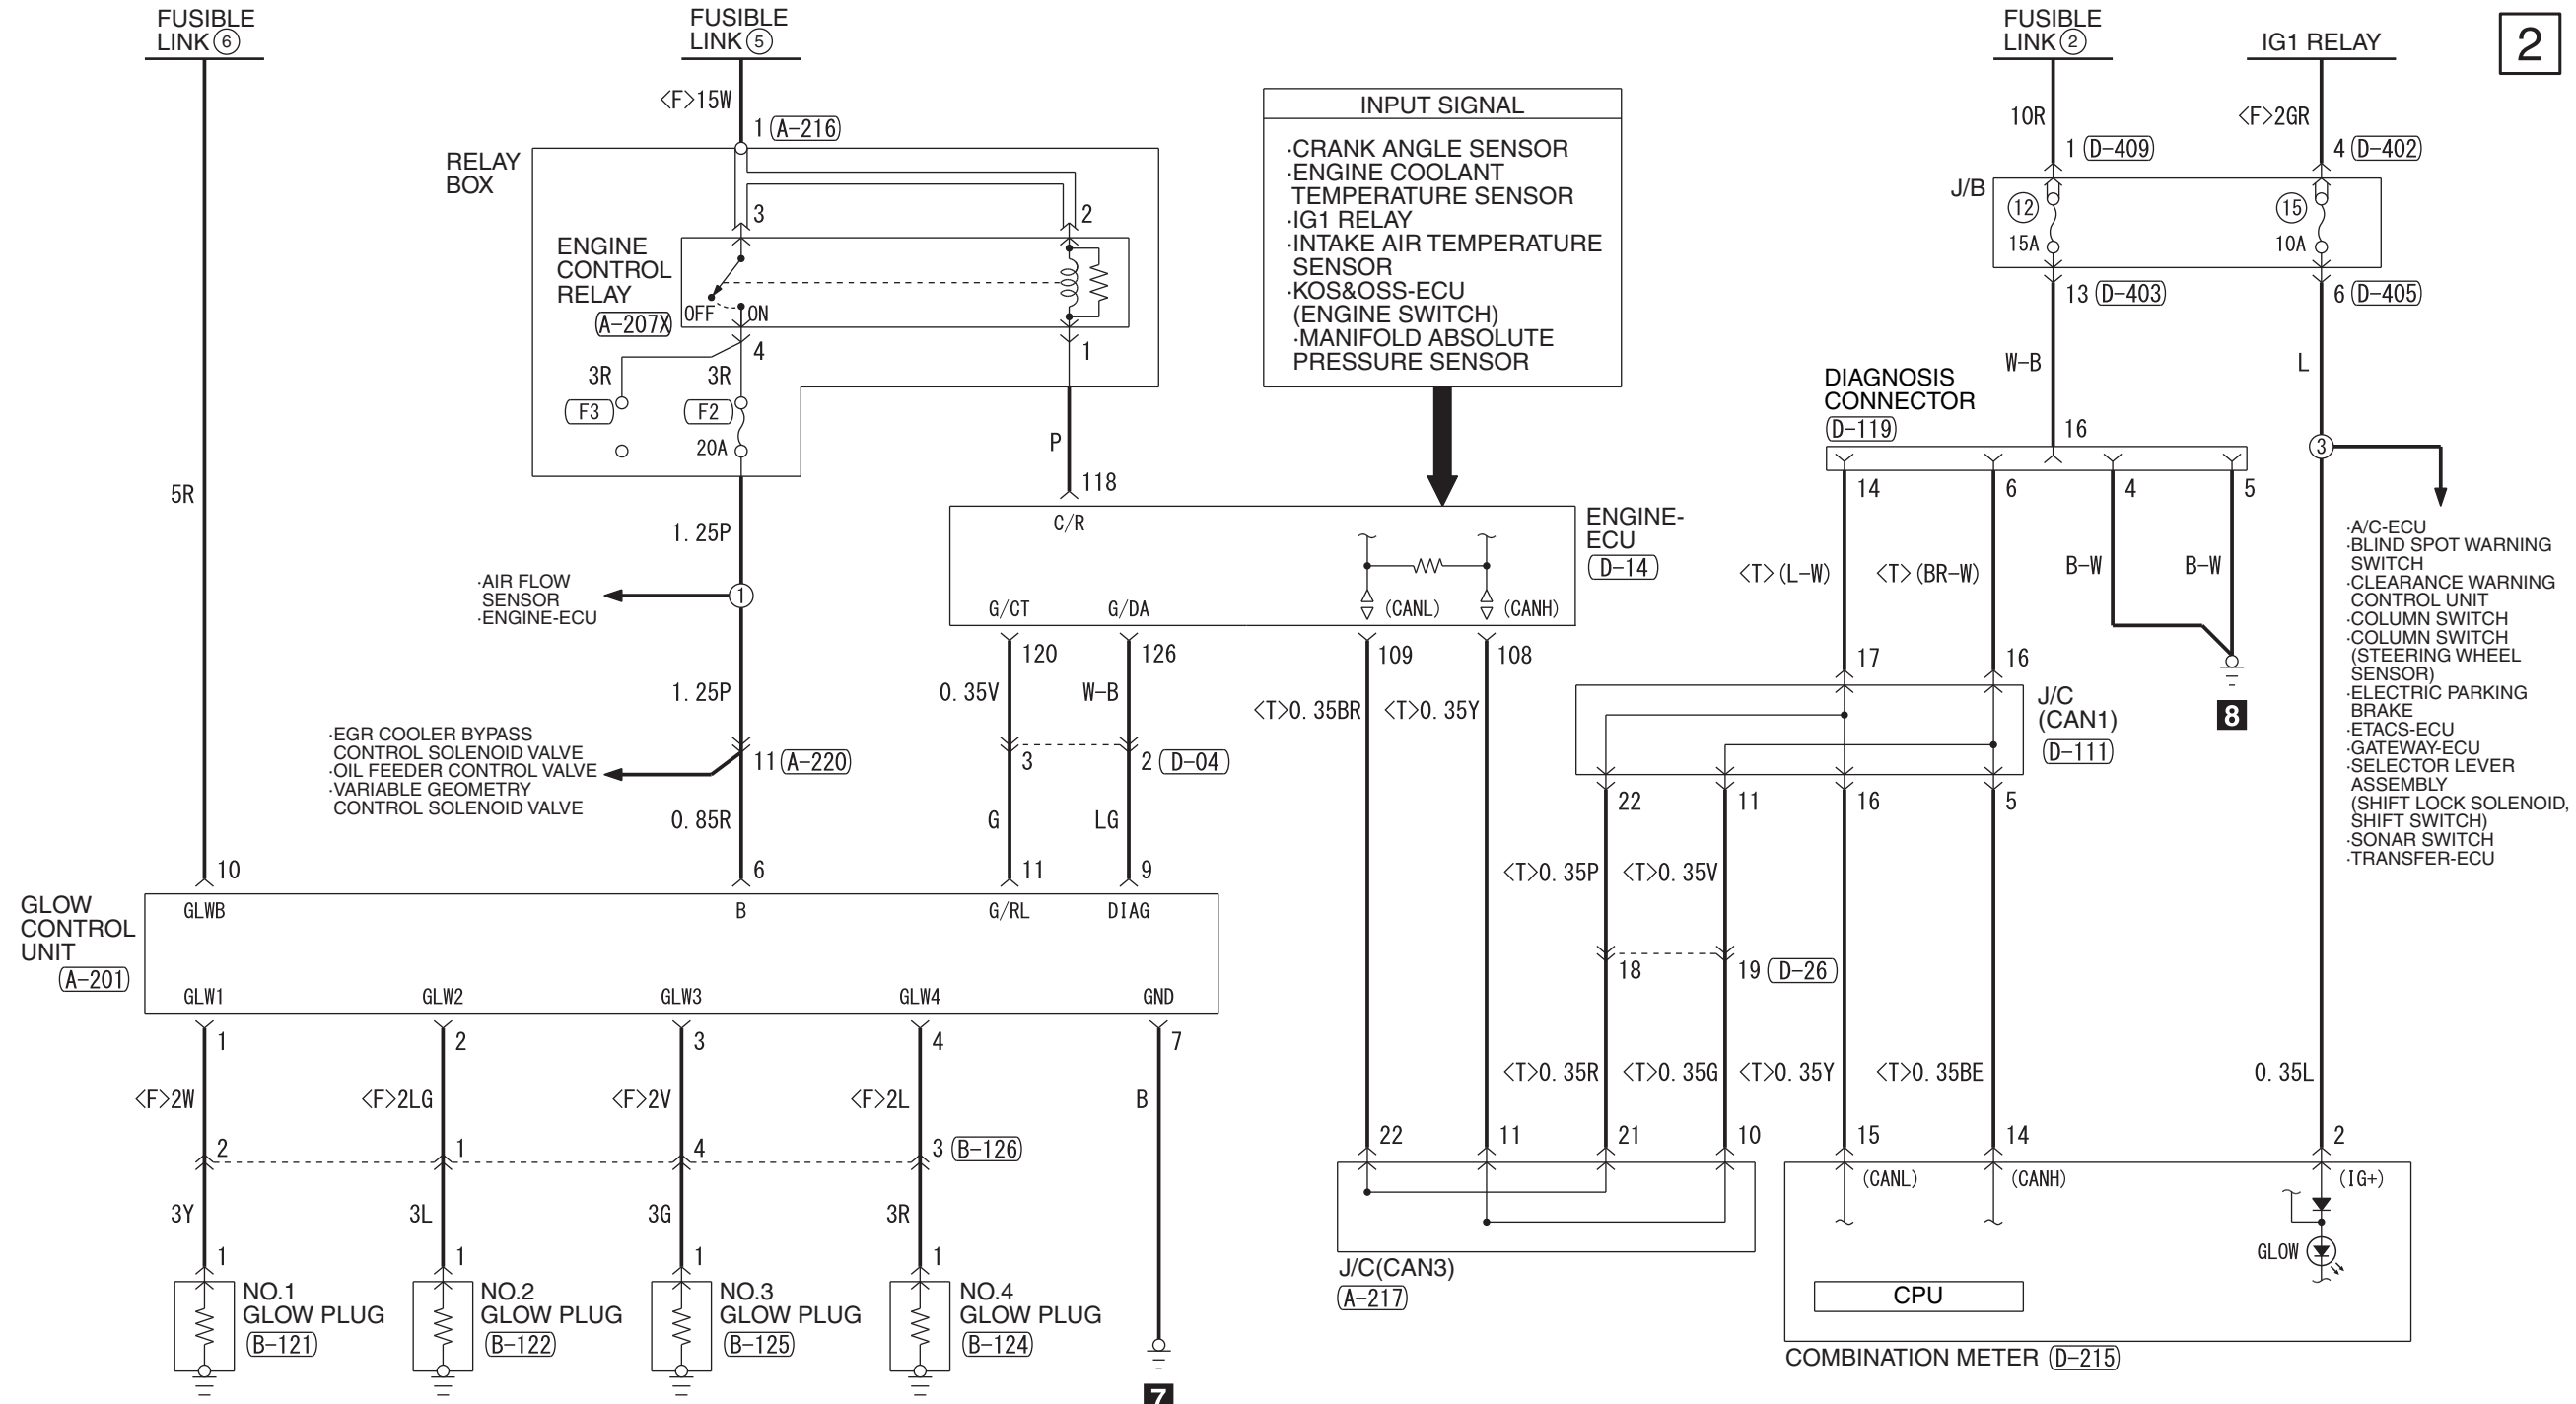 FUSIBLE
LINK 6
FUSIBLE
LINK 5
FUSIBLE
LINK 2
IG1 RELAY
2
<F>15W
1 (A-216)
RELAY
BOX
3
2
ENGINE
CONTROL
RELAY
(A-207X)
OFF
ON
4
1
3R
3R
F3
F2
20A
P
118
5R
1.25P
·AIR FLOW
SENSOR
·ENGINE-ECU
1
1.25P
·EGR COOLER BYPASS
CONTROL SOLENOID VALVE
·OIL FEEDER CONTROL VALVE
·VARIABLE GEOMETRY
CONTROL SOLENOID VALVE
11 (A-220)
0.85R
INPUT SIGNAL
·CRANK ANGLE SENSOR
·ENGINE COOLANT
TEMPERATURE SENSOR
·IG1 RELAY
·INTAKE AIR TEMPERATURE
SENSOR
·KOS&OSS-ECU
(ENGINE SWITCH)
·MANIFOLD ABSOLUTE
PRESSURE SENSOR
C/R
ENGINE-
ECU
(D-14)
G/CT
G/DA
(CANL)
(CANH)
120
126
109
108
0.35V
W-B
<T>0.35BR
<T>0.35Y
3
2 (D-04)
G
LG
10R
<F>2GR
1 (D-409)
4 (D-402)
J/B
12
15A
15
10A
13 (D-403)
6 (D-405)
W-B
L
DIAGNOSIS
CONNECTOR
(D-119)
16
3
14
6
4
5
<T>(L-W)
<T>(BR-W)
B-W
B-W
·A/C-ECU
·BLIND SPOT WARNING
SWITCH
·CLEARANCE WARNING
CONTROL UNIT
·COLUMN SWITCH
·COLUMN SWITCH
(STEERING WHEEL
SENSOR)
·ELECTRIC PARKING
BRAKE
·ETACS-ECU
·GATEWAY-ECU
·SELECTOR LEVER
ASSEMBLY
(SHIFT LOCK SOLENOID,
SHIFT SWITCH)
·SONAR SWITCH
·TRANSFER-ECU
17
16
8
J/C
(CAN1)
(D-111)
22
11
16
5
<T>0.35P
<T>0.35V
18
19 (D-26)
<T>0.35R
<T>0.35G
<T>0.35Y
<T>0.35BE
0.35L
10
6
11
9
GLOW
CONTROL
UNIT
(A-201)
GLWB
B
G/RL
DIAG
GLW1
GLW2
GLW3
GLW4
GND
1
2
3
4
7
<F>2W
<F>2LG
<F>2V
<F>2L
B
2
1
4
3 (B-126)
3Y
3L
3G
3R
1
1
1
1
NO.1
GLOW PLUG
(B-121)
NO.2
GLOW PLUG
(B-122)
NO.3
GLOW PLUG
(B-125)
NO.4
GLOW PLUG
(B-124)
7
22
11
21
10
15
14
2
J/C(CAN3)
(A-217)
(CANL)
(CANH)
(IG+)
GLOW
CPU
COMBINATION METER (D-215)